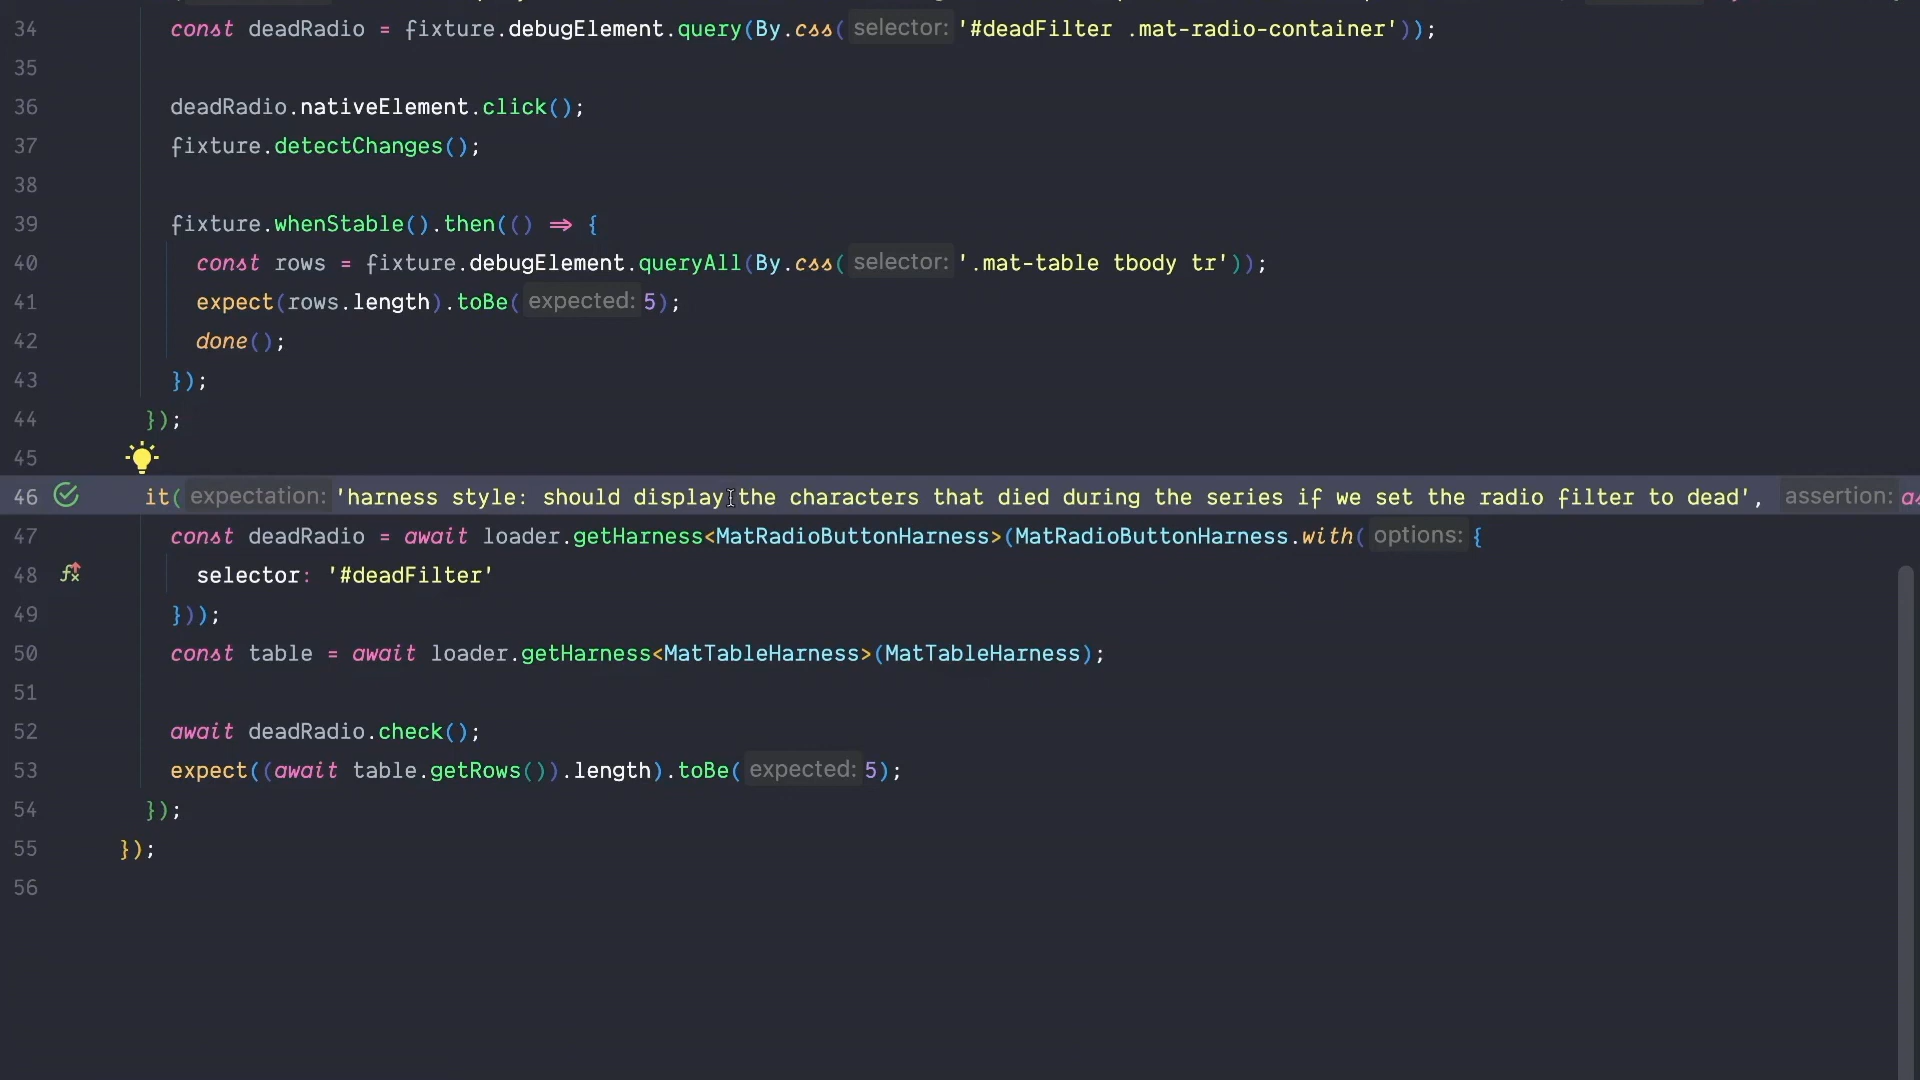 34 const deadRadio = fixture.debugElement.query(By.css( selector: '#deadFilter .mat-radio-container'));
35
36 deadRadio.nativeElement.click();
37 fixture.detectChanges();
38
39 fixture.whenStable().then(() ⇒ {
40 const rows = fixture.debugElement.queryAll(By.css( selector: '.mat-table tbody tr'));
41 expect(rows.length).toBe( expected: 5);
42 done();
43 });
44 });
45
46 it( expectation: 'harness style: should display the characters that died during the series if we set the radio filter to dead', assertion: as
47 const deadRadio = await loader.getHarness<MatRadioButtonHarness>(MatRadioButtonHarness.with( options: {
48 selector: '#deadFilter'
49 }));
50 const table = await loader.getHarness<MatTableHarness>(MatTableHarness);
51
52 await deadRadio.check();
53 expect((await table.getRows()).length).toBe( expected: 5);
54 });
55 });
56